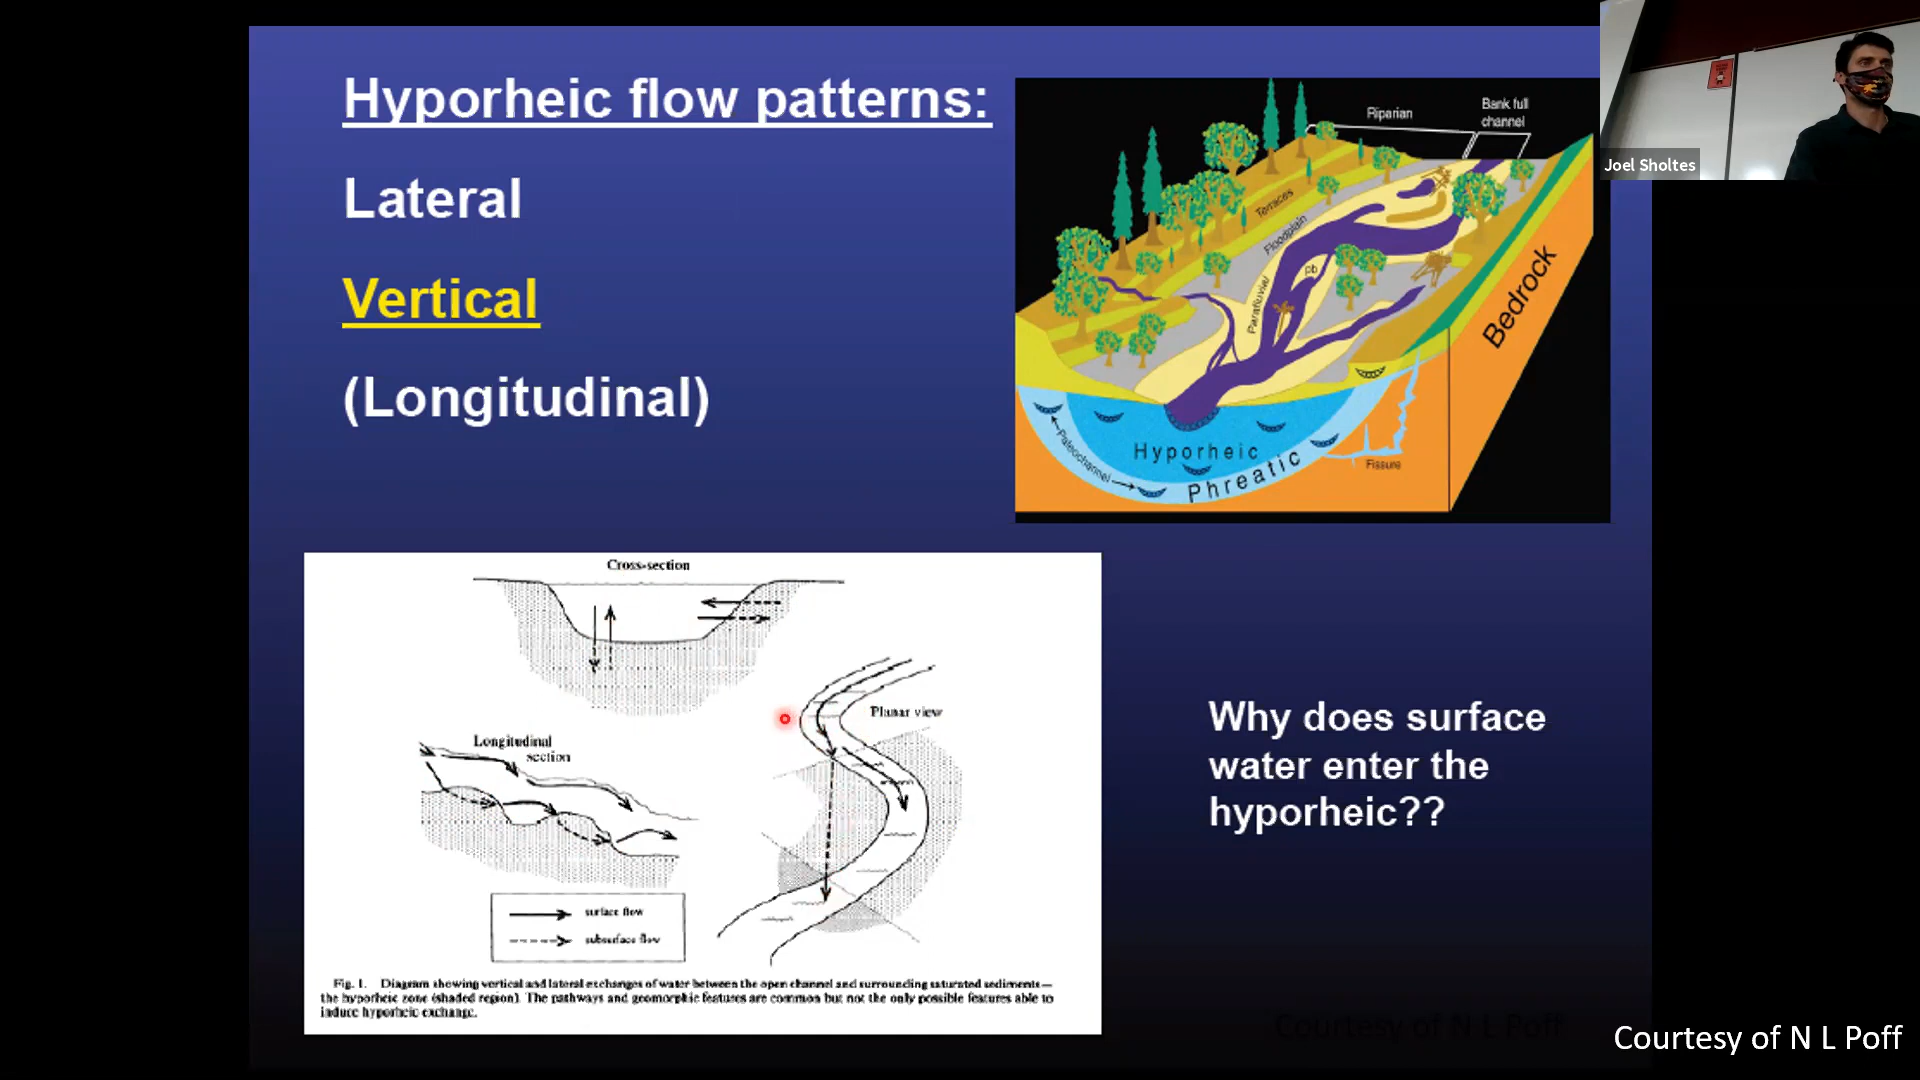 Hyporheic flow patterns:
Lateral
Vertical
(Longitudinal)
Riparian
Bank full
channel
Terraces
Floodplain
Parafluvial
pb
Bedrock
Hyporheic
Phreatic
Paleochannel
Fissure
Joel Sholtes
Cross-section
Planar view
Longitudinal
section
surface flow
subsurface flow
Fig. 1. Diagram showing vertical and lateral exchanges of water between the open channel and surrounding saturated sediments—
the hyporheic zone (shaded region). The pathways and geomorphic features are common but not the only possible features able to
induce hyporheic exchange.
Why does surface
water enter the
hyporheic??
Courtesy of N L Poff
Courtesy of N L Poff